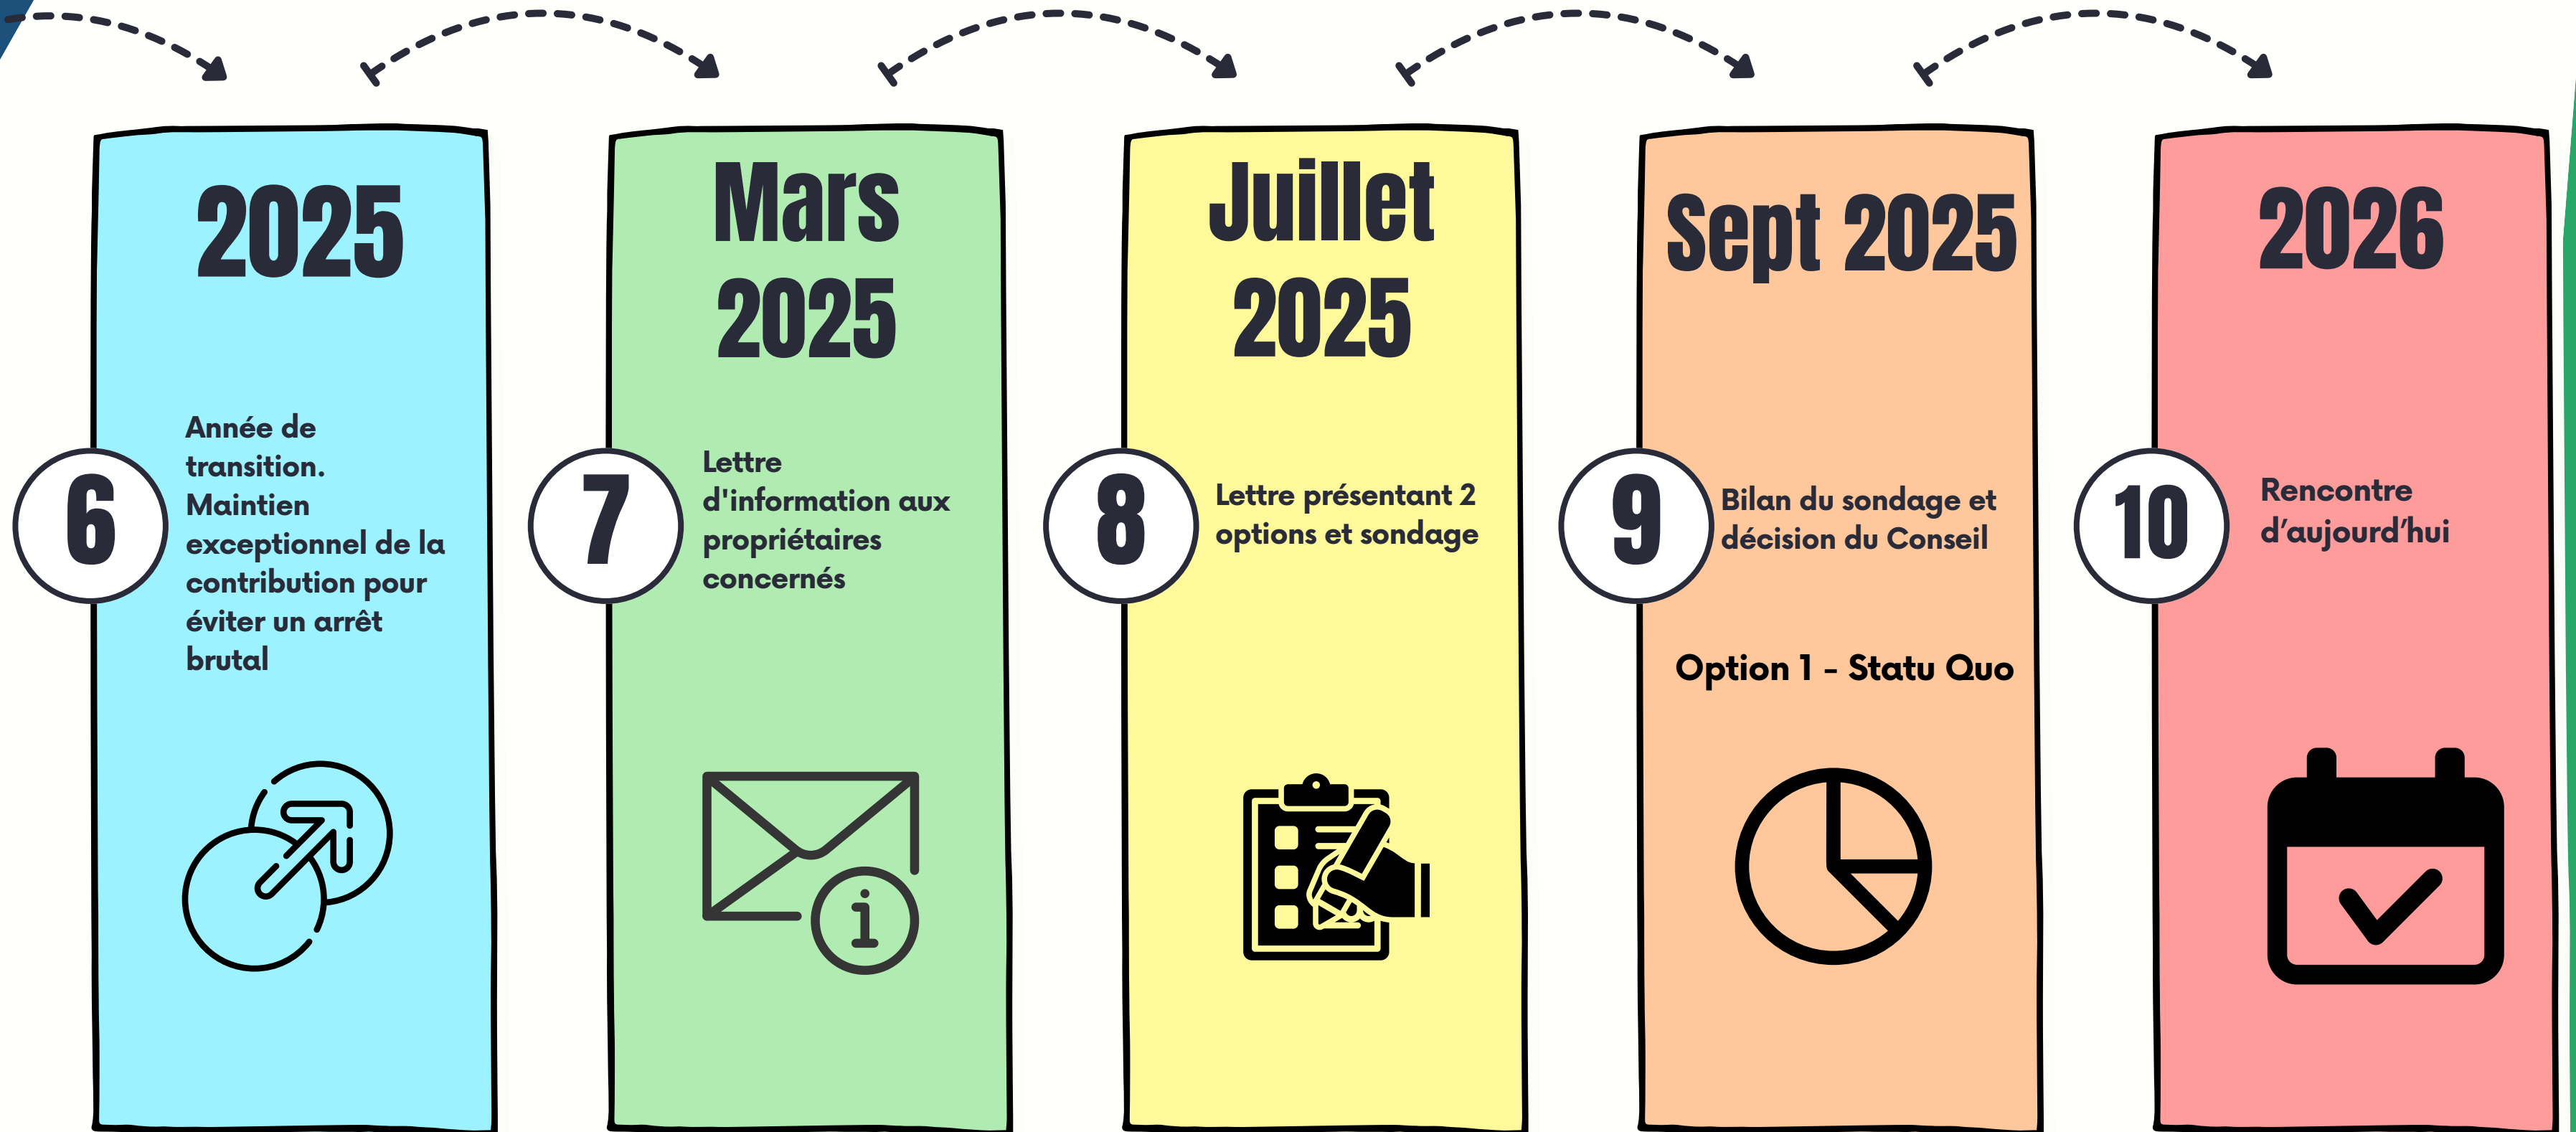 2025
6
Année de
transition.
Maintien
exceptionnel de la
contribution pour
éviter un arrêt
brutal
Mars
2025
7
Lettre
d'information aux
propriétaires
concernés
i
Juillet
2025
8
Lettre présentant 2
options et sondage
Sept 2025
9
Bilan du sondage et
décision du Conseil
Option 1 - Statu Quo
2026
10
Rencontre
d’aujourd’hui